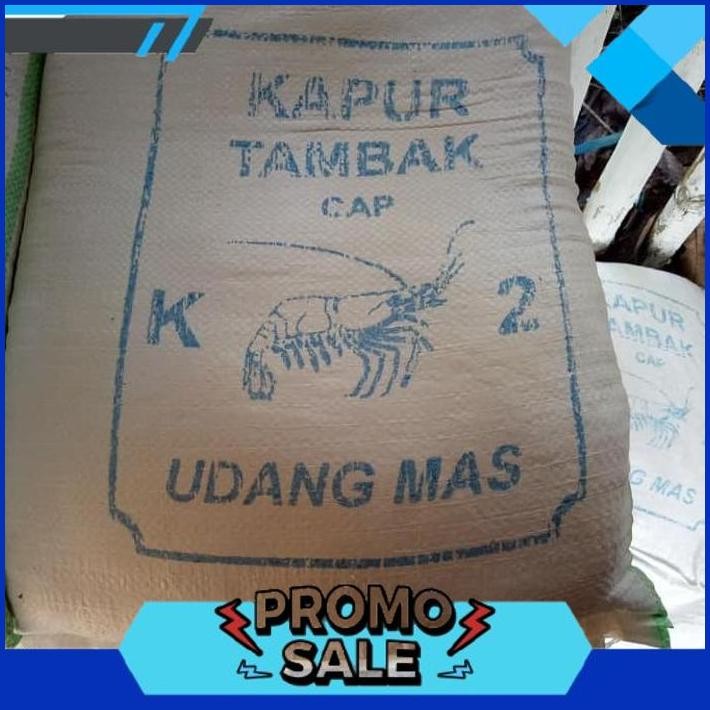 KAPUR
TAMBAK
CAP
K 2
UDANG MAS
KAPUR
TAMBAK
CAP
G MAS
PROMO
SALE